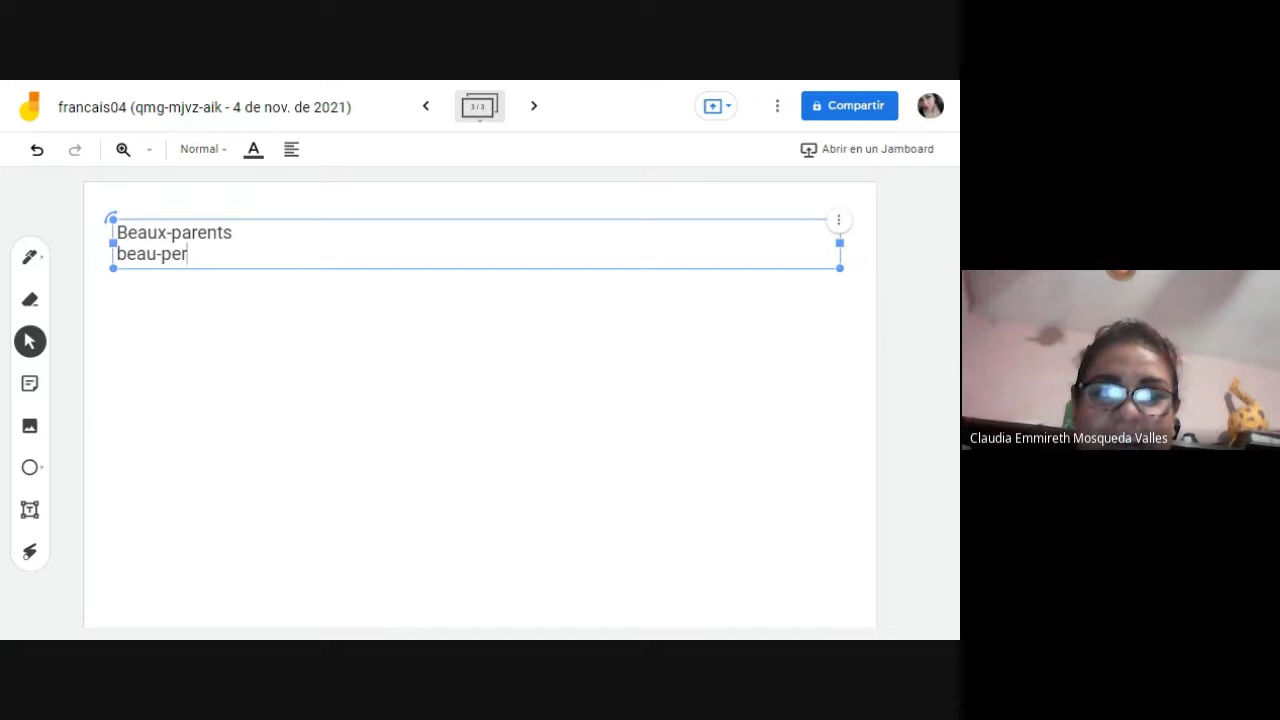 francais04 (qmg-mjvz-aik - 4 de nov. de 2021)
3 / 3
Compartir
Normal
A
Abrir en un Jamboard
Beaux-parents
beau-per
T
Claudia Emmireth Mosqueda Valles